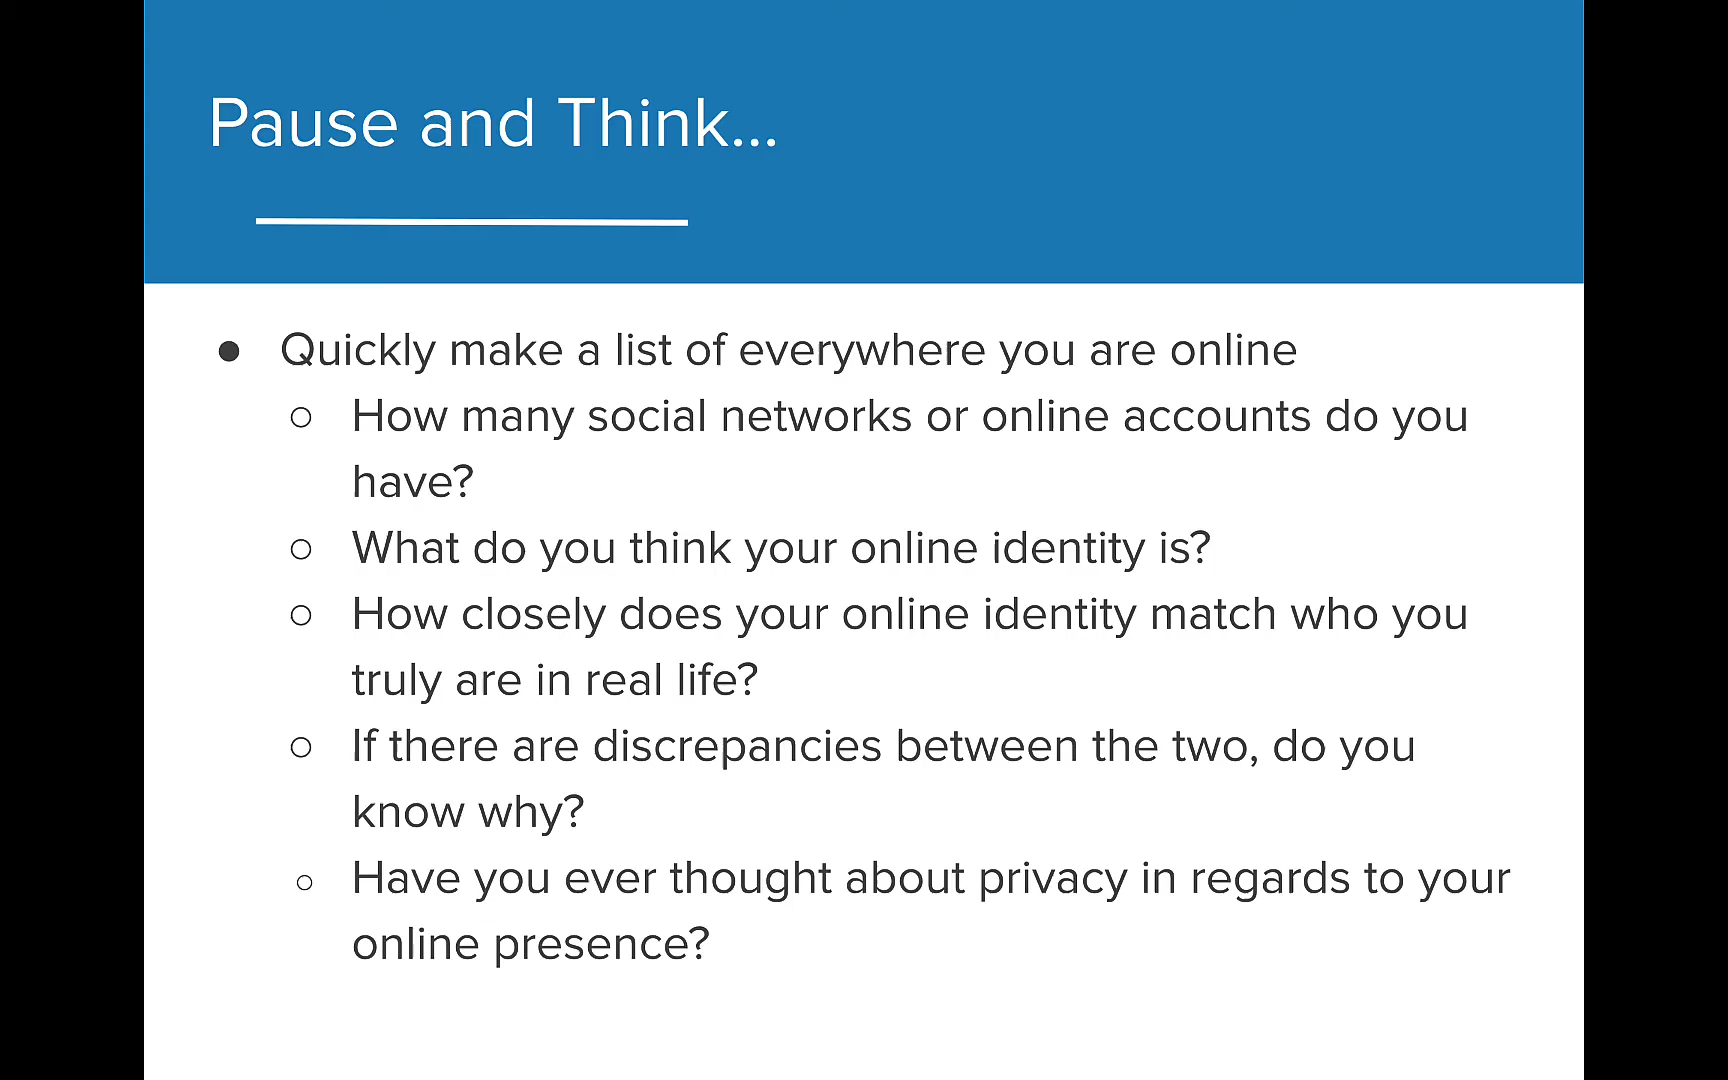 Pause and Think...
● Quickly make a list of everywhere you are online
○ How many social networks or online accounts do you
have?
○ What do you think your online identity is?
○ How closely does your online identity match who you
truly are in real life?
○ If there are discrepancies between the two, do you
know why?
○ Have you ever thought about privacy in regards to your
online presence?